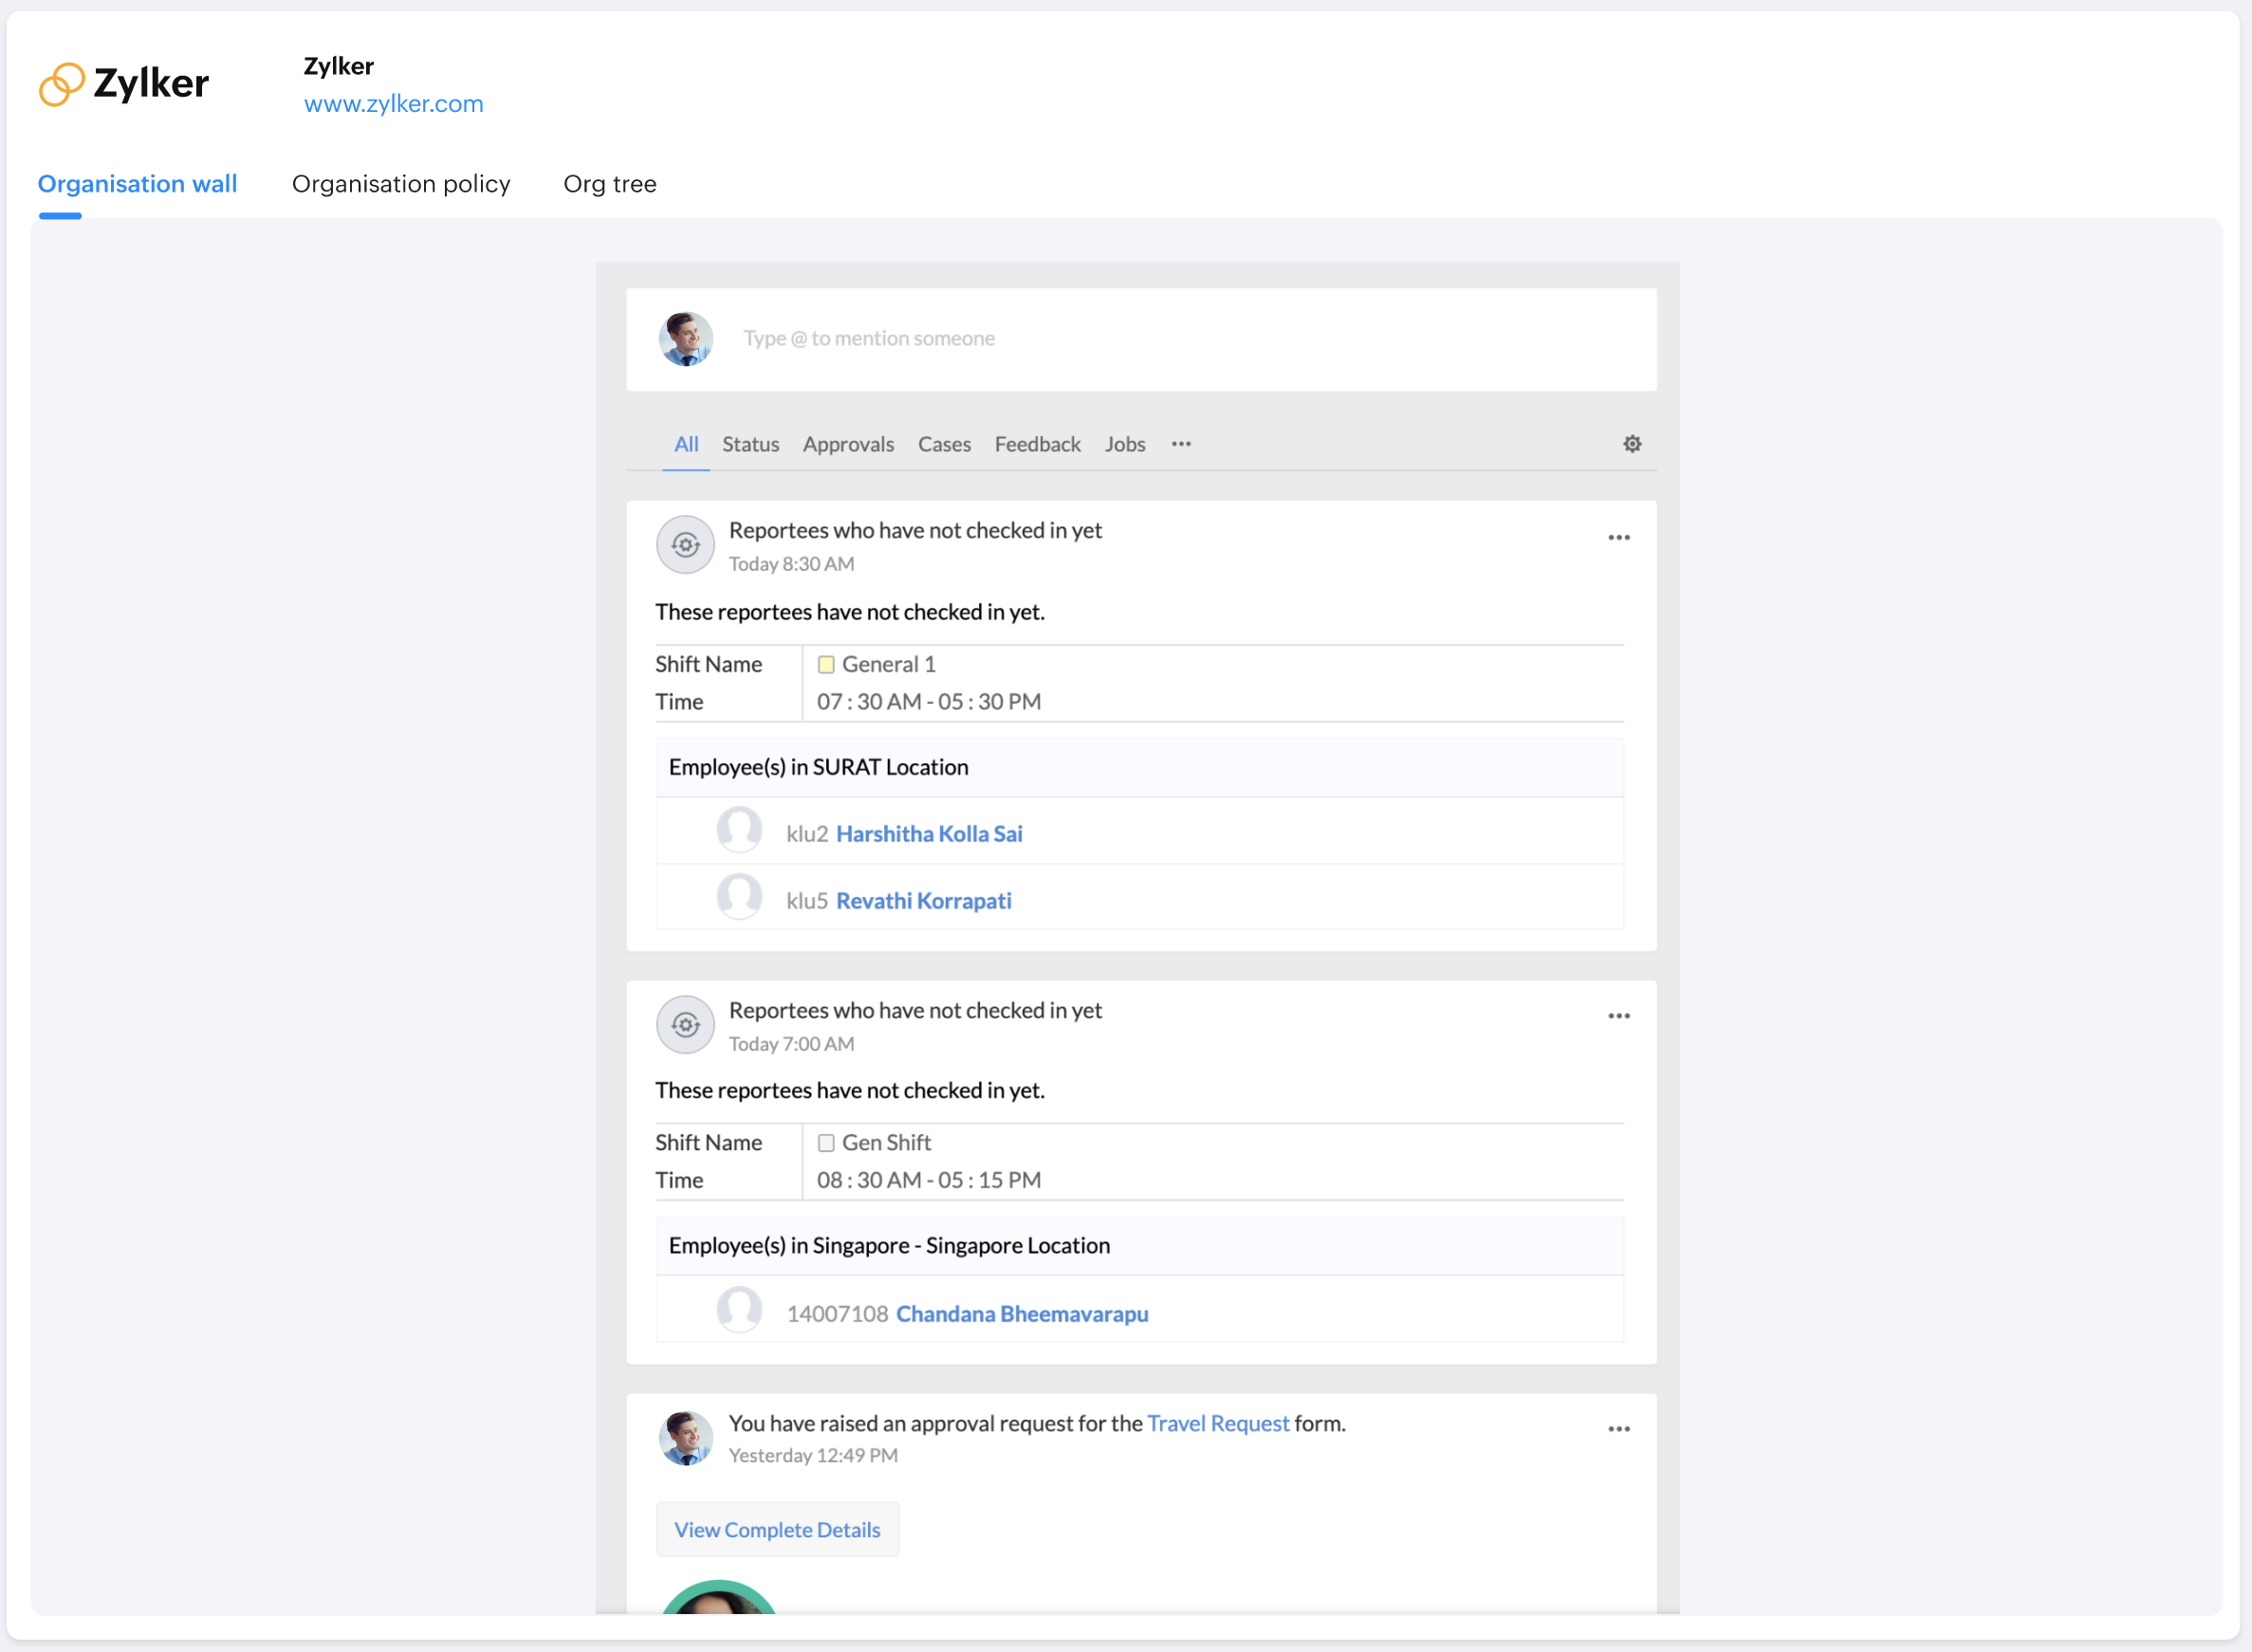 Zylker
Zylker
www.zylker.com
Organisation wall Organisation policy Org tree
Type @ to mention someone
All Status Approvals Cases Feedback Jobs •••
Reportees who have not checked in yet
Today 8:30 AM
These reportees have not checked in yet.
Shift Name General 1
Time 07 : 30 AM - 05 : 30 PM
Employee(s) in SURAT Location
klu2 Harshitha Kolla Sai
klu5 Revathi Korrapati
Reportees who have not checked in yet
Today 7:00 AM
These reportees have not checked in yet.
Shift Name Gen Shift
Time 08 : 30 AM - 05 : 15 PM
Employee(s) in Singapore - Singapore Location
14007108 Chandana Bheemavarapu
You have raised an approval request for the Travel Request form.
Yesterday 12:49 PM
View Complete Details